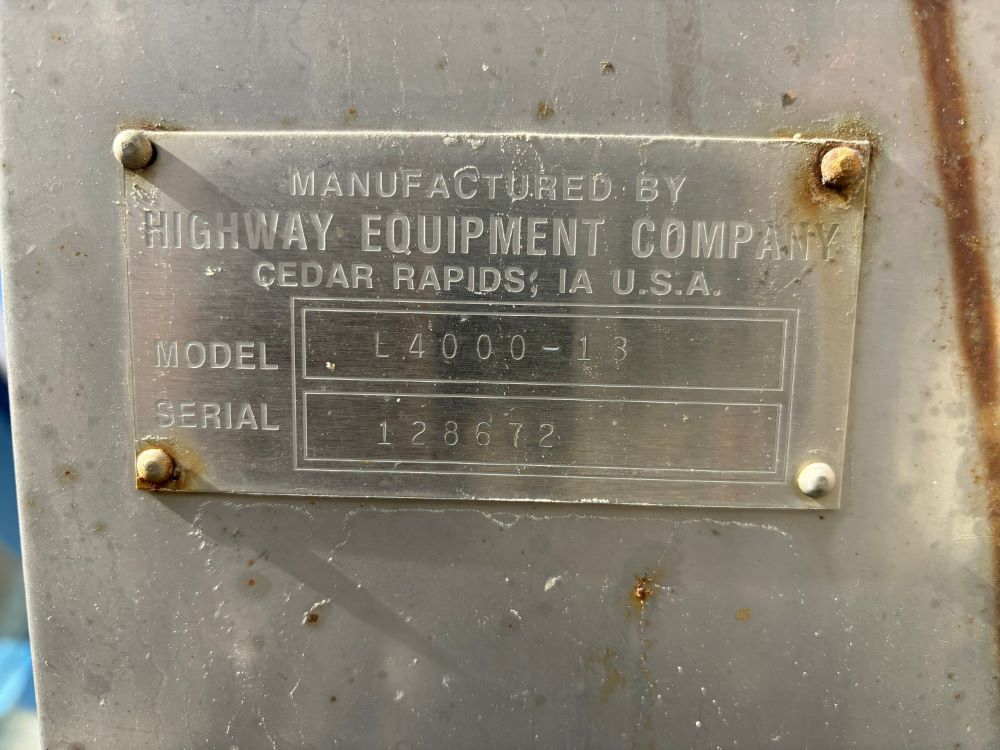 MANUFACTURED BY
HIGHWAY EQUIPMENT COMPANY
CEDAR RAPIDS, IA U.S.A.
MODEL L4000-13
SERIAL 128672